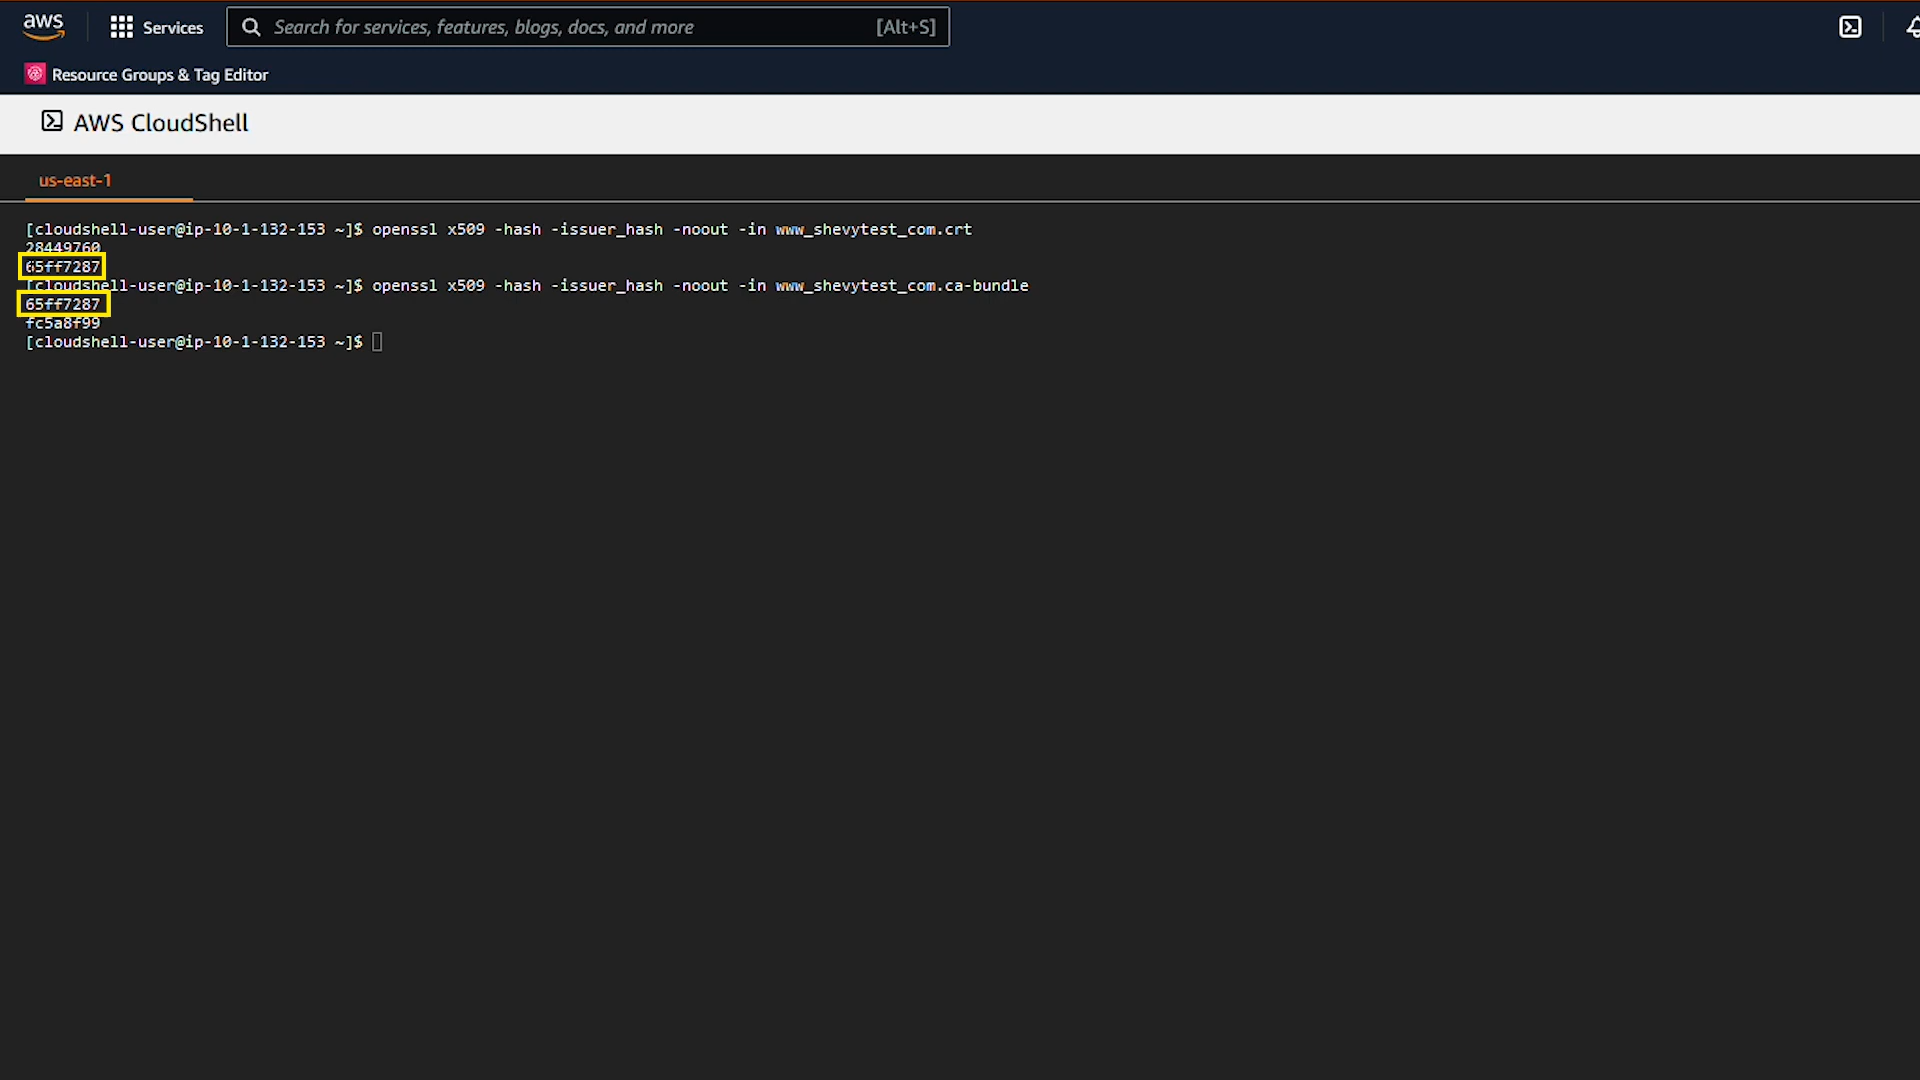 aws
Services
Search for services, features, blogs, docs, and more
[Alt+S]
Resource Groups & Tag Editor
AWS CloudShell
us-east-1
[cloudshell-user@ip-10-1-132-153 ~]$ openssl x509 -hash -issuer_hash -noout -in www_shevytest_com.crt
28449760
65ff7287
[cloudshell-user@ip-10-1-132-153 ~]$ openssl x509 -hash -issuer_hash -noout -in www_shevytest_com.ca-bundle
65ff7287
fc5a8f99
[cloudshell-user@ip-10-1-132-153 ~]$